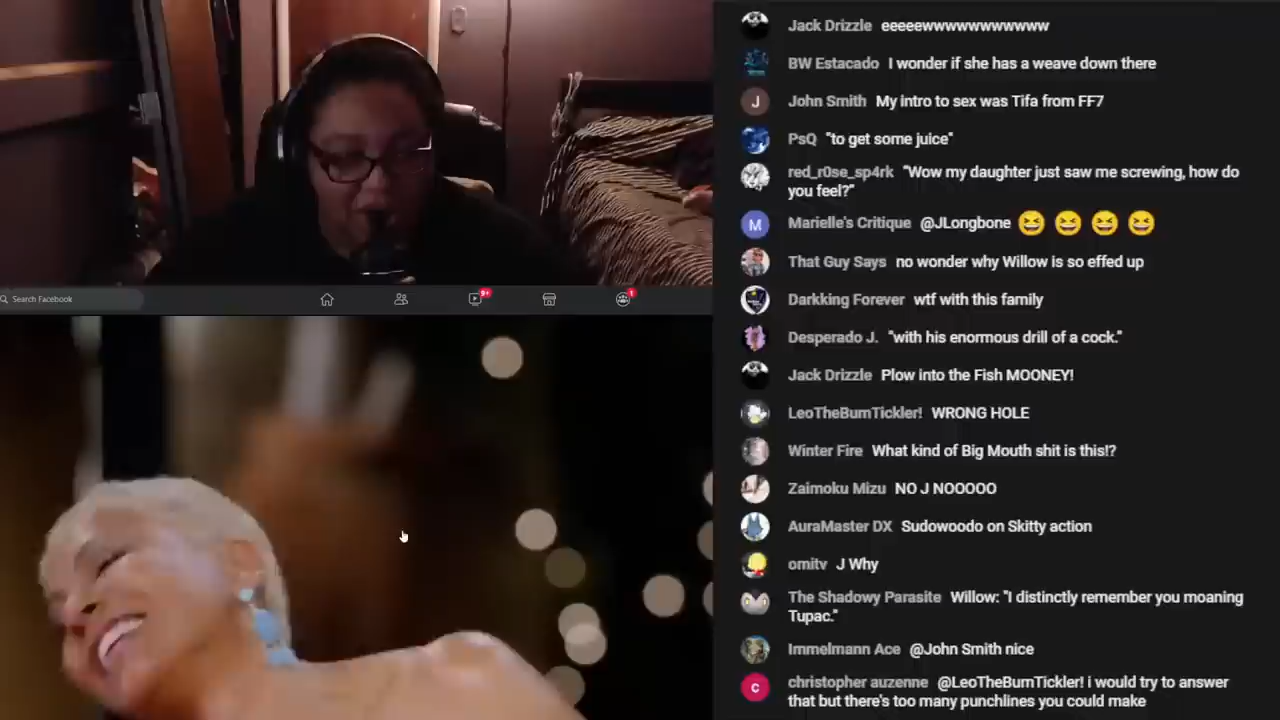 Jack Drizzle eeeeewwwwwwwwwww
BW Estacado I wonder if she has a weave down there
J John Smith My intro to sex was Tifa from FF7
PsQ "to get some juice"
red_r0se_sp4rk "Wow my daughter just saw me screwing, how do
you feel?"
M Marielle's Critique @JLongbone
That Guy Says no wonder why Willow is so effed up
Search Facebook 9+ 1
Darkking Forever wtf with this family
Desperado J. "with his enormous drill of a cock."
Jack Drizzle Plow into the Fish MOONEY!
LeoTheBumTickler! WRONG HOLE
Winter Fire What kind of Big Mouth shit is this!?
Zaimoku Mizu NO J NOOOOO
AuraMaster DX Sudowoodo on Skitty action
omitv J Why
The Shadowy Parasite Willow: "I distinctly remember you moaning
Tupac."
Immelmann Ace @John Smith nice
c christopher auzenne @LeoTheBumTickler! i would try to answer
that but there's too many punchlines you could make